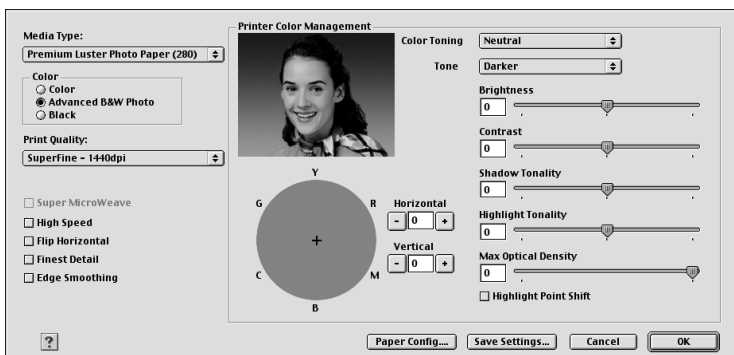 Media Type:
Premium Luster Photo Paper (280)
Color
Color
Advanced B&W Photo
Black
Print Quality:
SuperFine - 1440dpi
Super MicroWeave
High Speed
Flip Horizontal
Finest Detail
Edge Smoothing
Printer Color Management
Color Toning Neutral
Tone Darker
Brightness
0
Contrast
0
Shadow Tonality
0
Highlight Tonality
0
Max Optical Density
0
Highlight Point Shift
Y
G R
C M
B
Horizontal
- 0 +
Vertical
- 0 +
? Paper Config.... Save Settings... Cancel OK